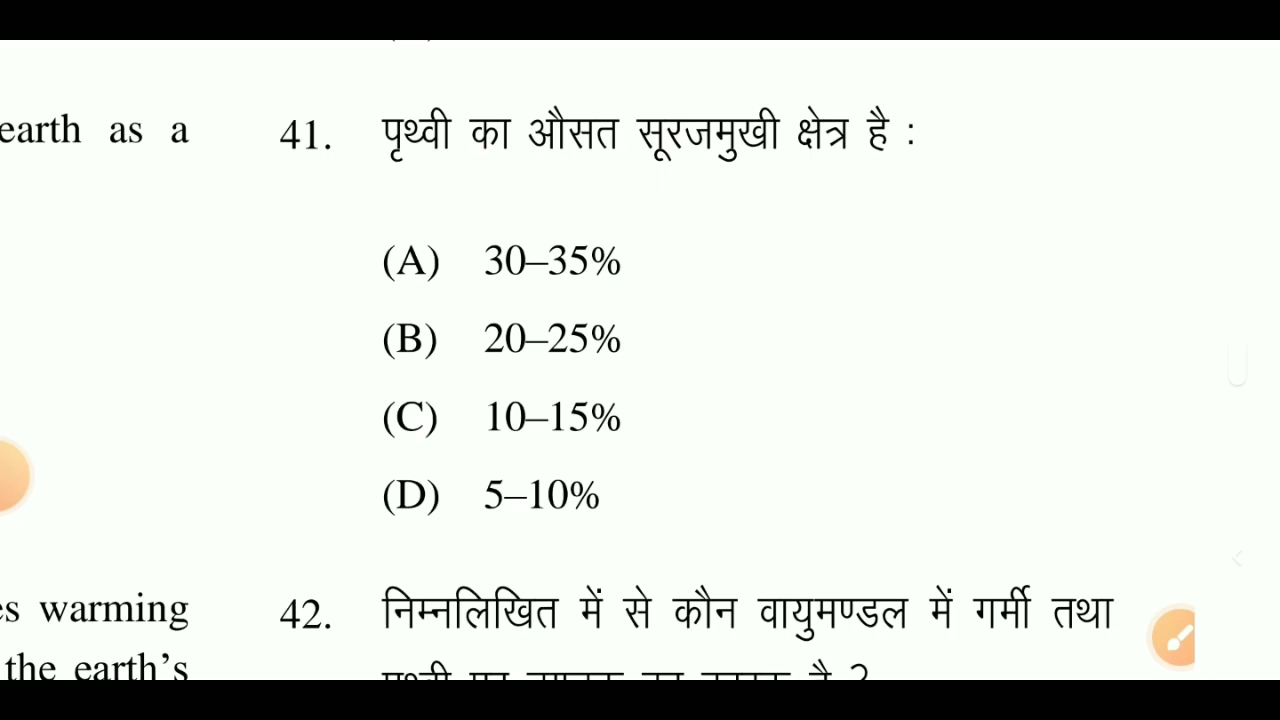 earth as a
41. पृथ्वी का औसत सूरजमुखी क्षेत्र है :
(A) 30–35%
(B) 20–25%
(C) 10–15%
(D) 5–10%
es warming
42. निम्नलिखित में से कौन वायुमण्डल में गर्मी तथा
the earth's